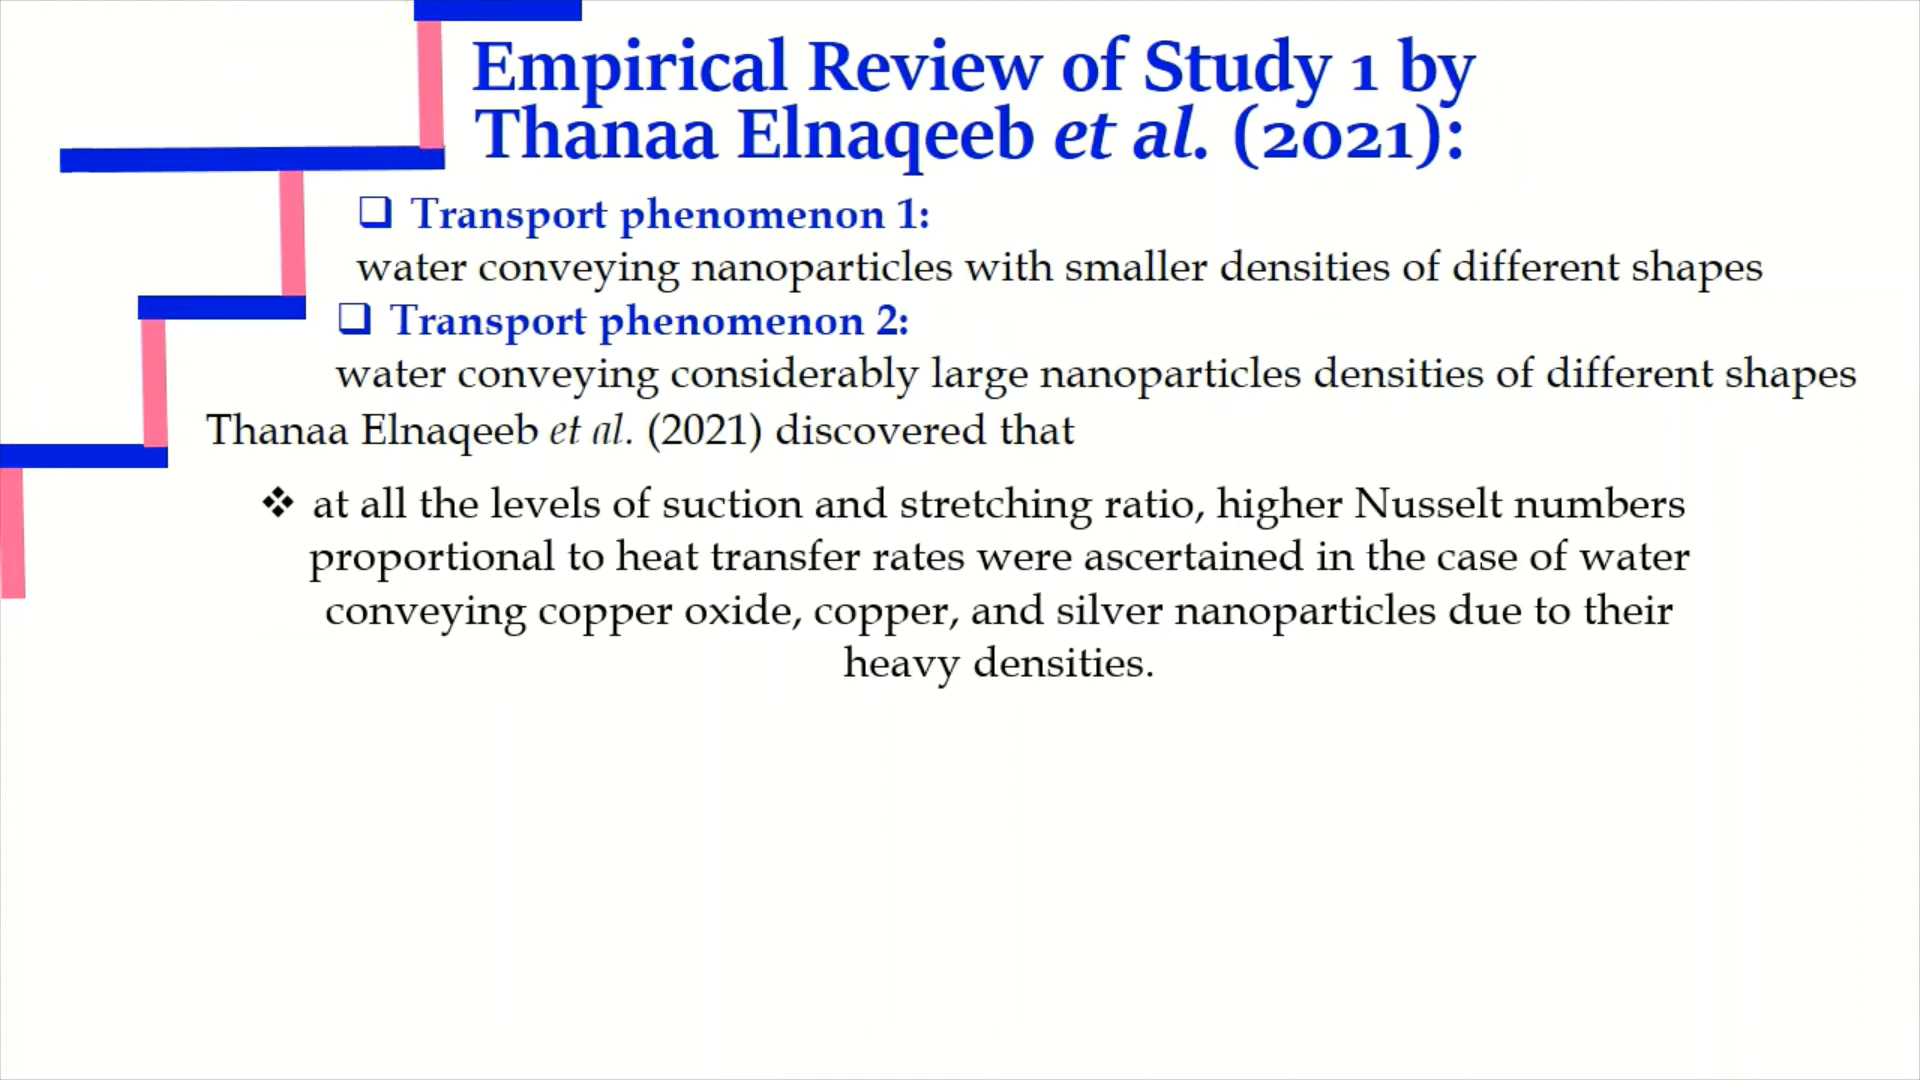 Empirical Review of Study 1 by
Thanaa Elnaqeeb et al. (2021):
❑ Transport phenomenon 1:
water conveying nanoparticles with smaller densities of different shapes
❑ Transport phenomenon 2:
water conveying considerably large nanoparticles densities of different shapes
Thanaa Elnaqeeb et al. (2021) discovered that
❖ at all the levels of suction and stretching ratio, higher Nusselt numbers
proportional to heat transfer rates were ascertained in the case of water
conveying copper oxide, copper, and silver nanoparticles due to their
heavy densities.